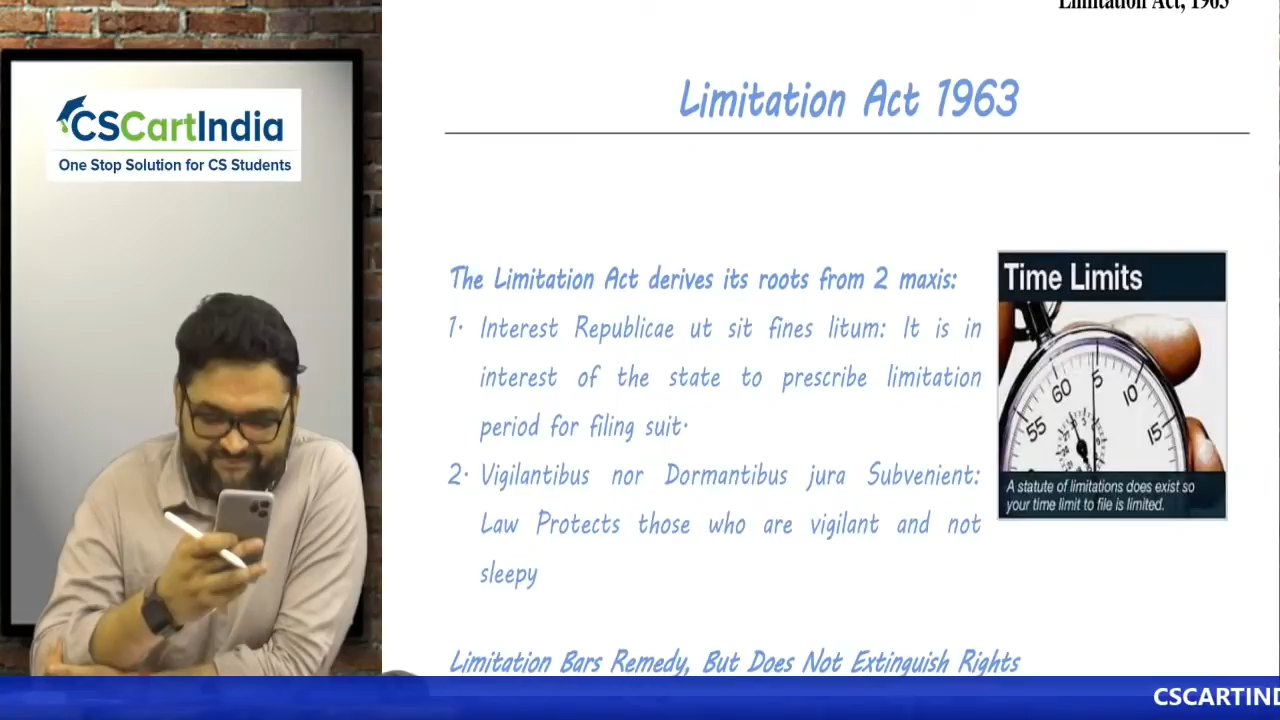 Limitation Act, 1963
CSCartIndia
One Stop Solution for CS Students
Limitation Act 1963
The Limitation Act derives its roots from 2 maxis:
1. Interest Republicae ut sit fines litum: It is in
interest of the state to prescribe limitation
period for filing suit.
2. Vigilantibus nor Dormantibus jura Subvenient:
Law Protects those who are vigilant and not
sleepy
Time Limits
60
5
10
55
15
A statute of limitations does exist so
your time limit to file is limited.
Limitation Bars Remedy, But Does Not Extinguish Rights
CSCARTIND